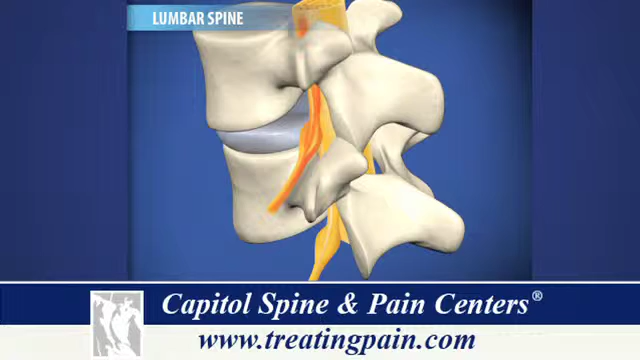 LUMBAR SPINE
Capitol Spine & Pain Centers®
www.treatingpain.com